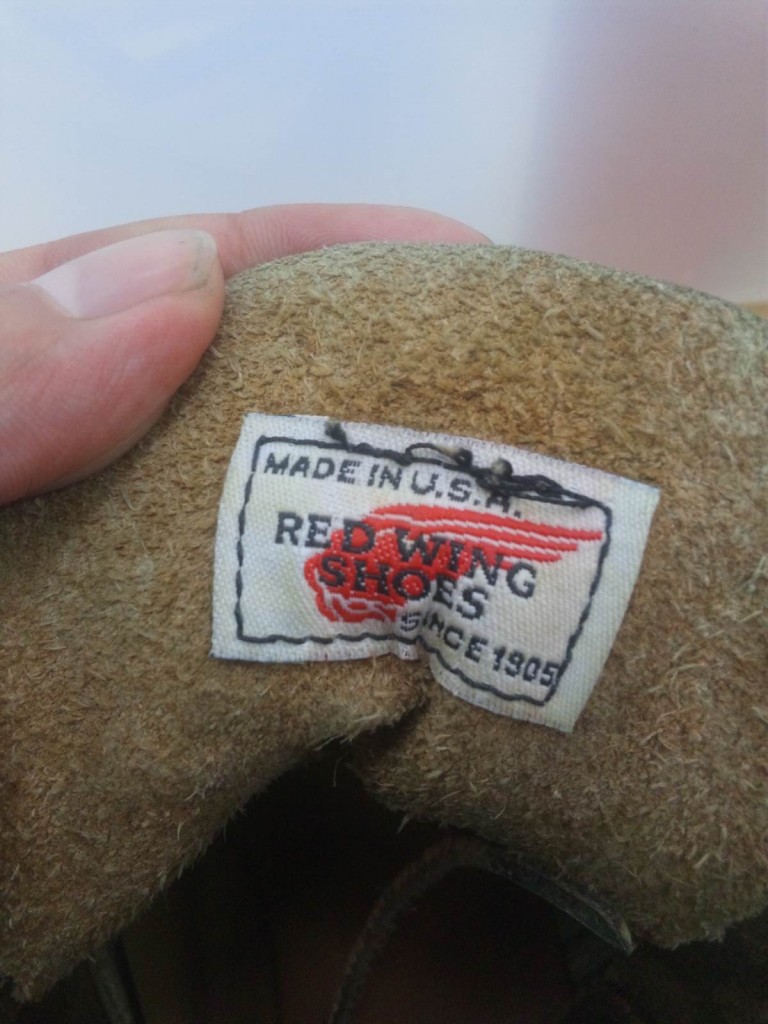 MADE IN U.S.A.
RED WING
SHOES
SINCE 1905